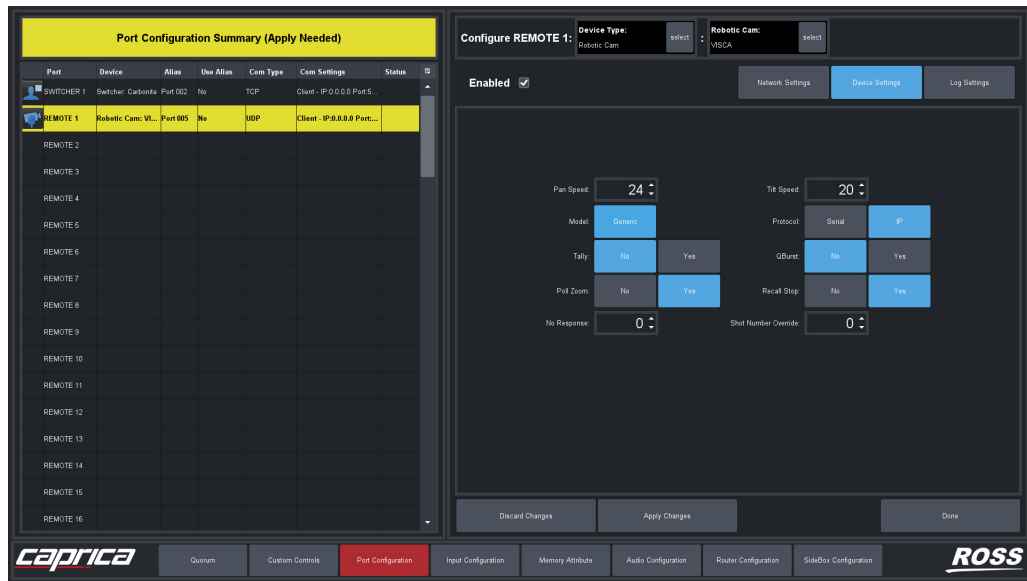 Port Configuration Summary (Apply Needed)
Port Device Alias Use Alias Com Type Com Settings Status
SWITCHER 1 Switcher: Carbonite Port 002 No TCP Client - IP:0.0.0.0 Port:5...
REMOTE 1 Robotic Cam: VI... Port 005 No UDP Client - IP:0.0.0.0 Port:...
REMOTE 2
REMOTE 3
REMOTE 4
REMOTE 5
REMOTE 6
REMOTE 7
REMOTE 8
REMOTE 9
REMOTE 10
REMOTE 11
REMOTE 12
REMOTE 13
REMOTE 14
REMOTE 15
REMOTE 16
Configure REMOTE 1: Device Type: Robotic Cam select : Robotic Cam: VISCA select
Enabled Network Settings Device Settings Log Settings
Pan Speed: 24 Tilt Speed: 20
Model: Generic Protocol: Serial IP
Tally: No Yes QBurst: No Yes
Poll Zoom: No Yes Recall Stop: No Yes
No Response: 0 Shot Number Override: 0
Discard Changes Apply Changes Done
caprica Quorum Custom Controls Port Configuration Input Configuration Memory Attribute Audio Configuration Router Configuration SideBox Configuration ROSS